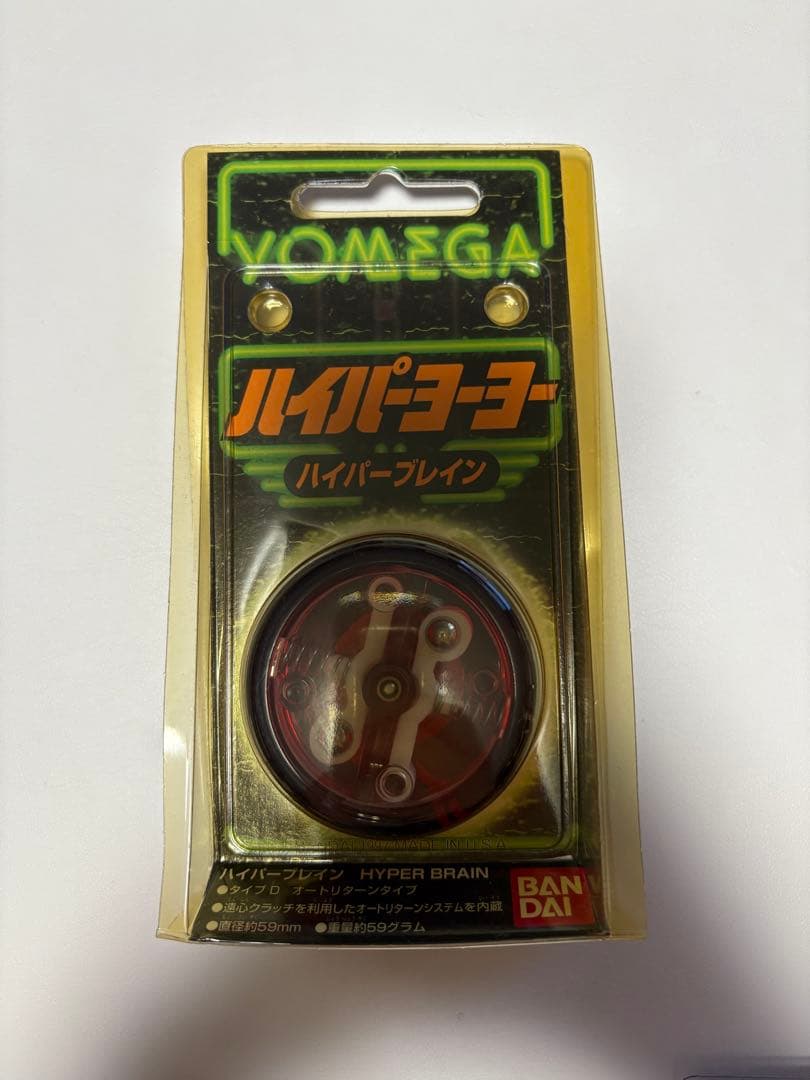 YOMEGA
ハイパーヨーヨー
ハイパーブレイン
MADE IN U.S.A.
ハイパーブレイン HYPER BRAIN
●タイプD オートリターンタイプ
●遠心クラッチを利用したオートリターンシステムを内蔵
●直径約59mm ●重量約59グラム
BAN
DAI